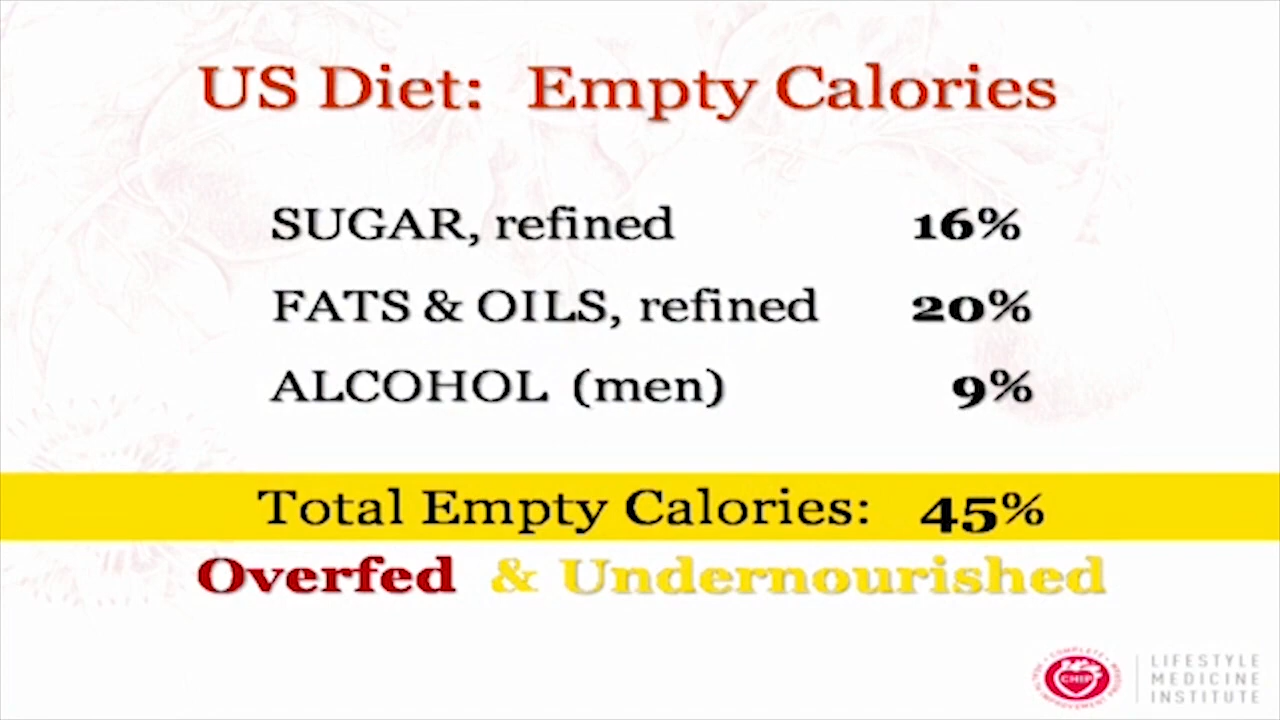 US Diet: Empty Calories
SUGAR, refined 16%
FATS & OILS, refined 20%
ALCOHOL (men) 9%
Total Empty Calories: 45%
Overfed & Undernourished
CHIP
LIFESTYLE
MEDICINE
INSTITUTE